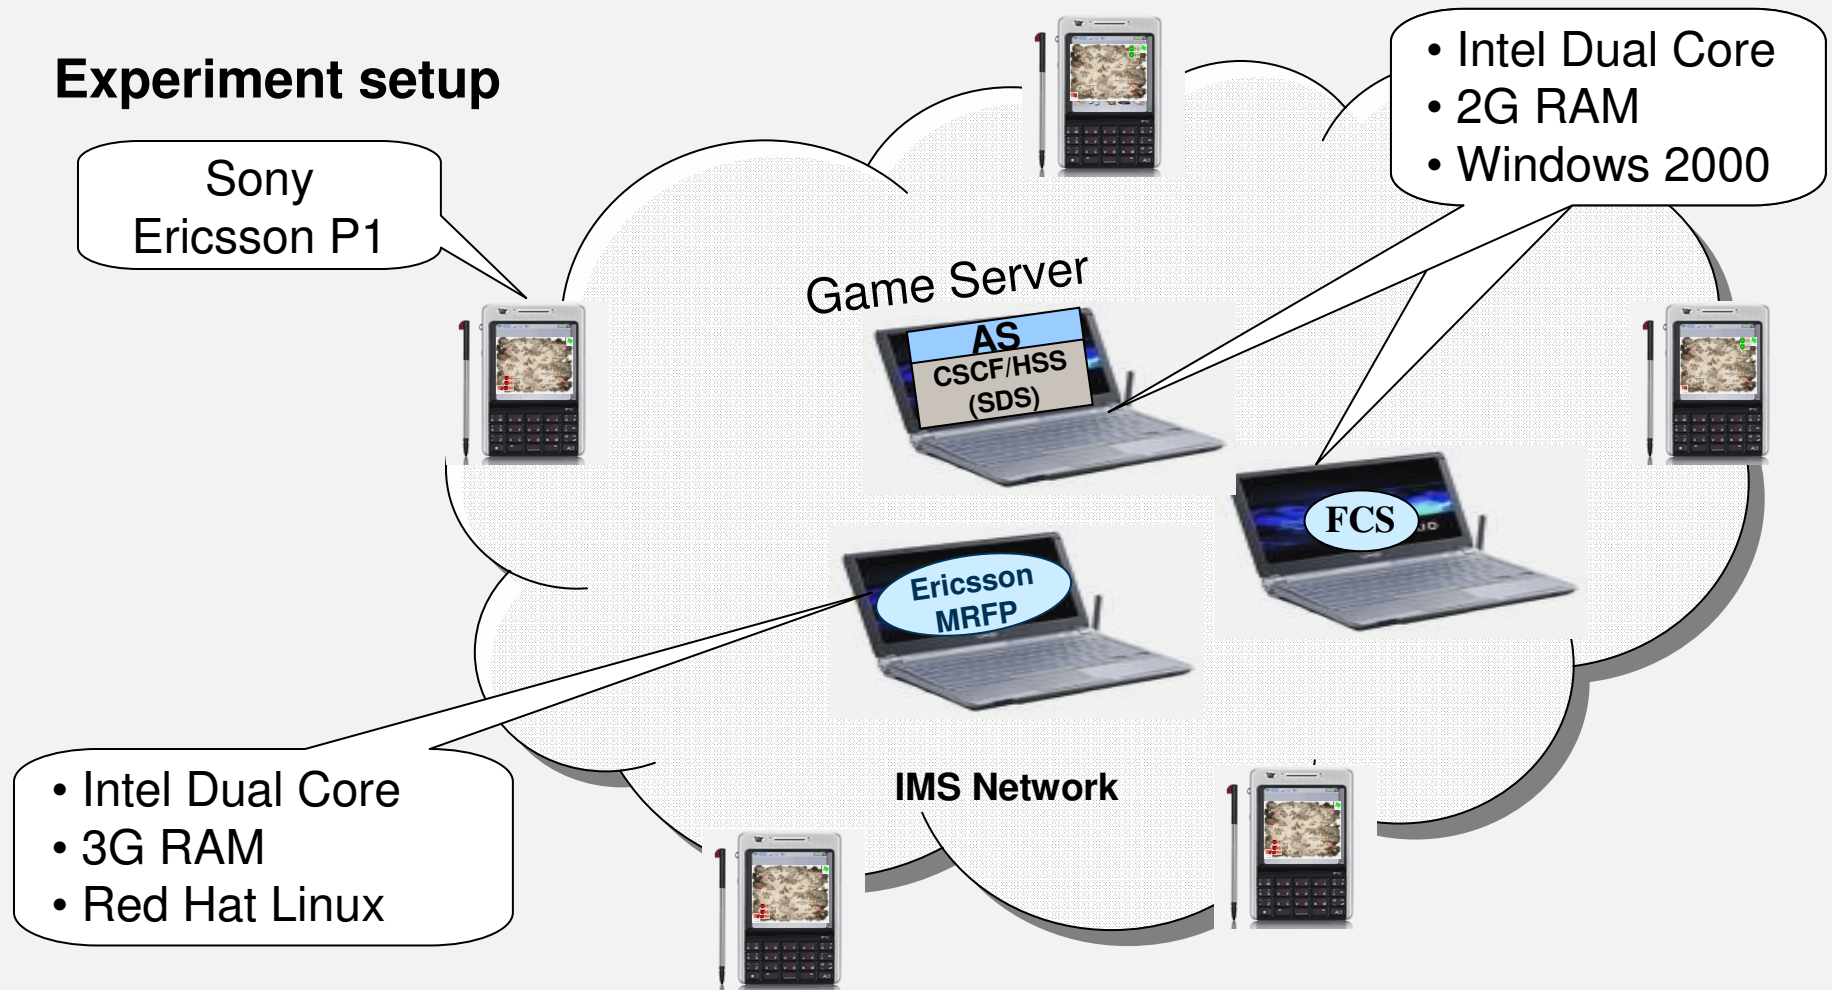 Experiment setup
• Intel Dual Core
• 2G RAM
• Windows 2000
Sony
Ericsson P1
Game Server
AS
CSCF/HSS
(SDS)
FCS
Ericsson
MRFP
IMS Network
• Intel Dual Core
• 3G RAM
• Red Hat Linux